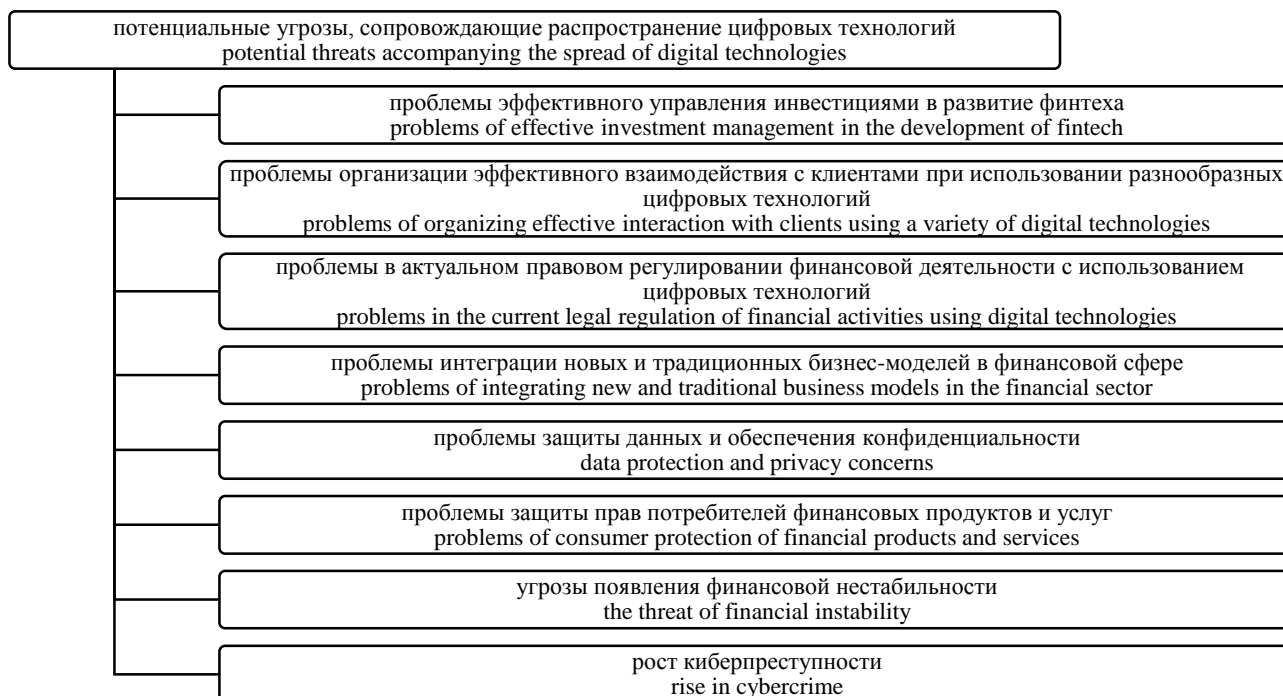 потенциальные угрозы, сопровождающие распространение цифровых технологий
potential threats accompanying the spread of digital technologies
проблемы эффективного управления инвестициями в развитие финтеха
problems of effective investment management in the development of fintech
проблемы организации эффективного взаимодействия с клиентами при использовании разнообразных
цифровых технологий
problems of organizing effective interaction with clients using a variety of digital technologies
проблемы в актуальном правовом регулировании финансовой деятельности с использованием
цифровых технологий
problems in the current legal regulation of financial activities using digital technologies
проблемы интеграции новых и традиционных бизнес-моделей в финансовой сфере
problems of integrating new and traditional business models in the financial sector
проблемы защиты данных и обеспечения конфиденциальности
data protection and privacy concerns
проблемы защиты прав потребителей финансовых продуктов и услуг
problems of consumer protection of financial products and services
угрозы появления финансовой нестабильности
the threat of financial instability
рост киберпреступности
rise in cybercrime